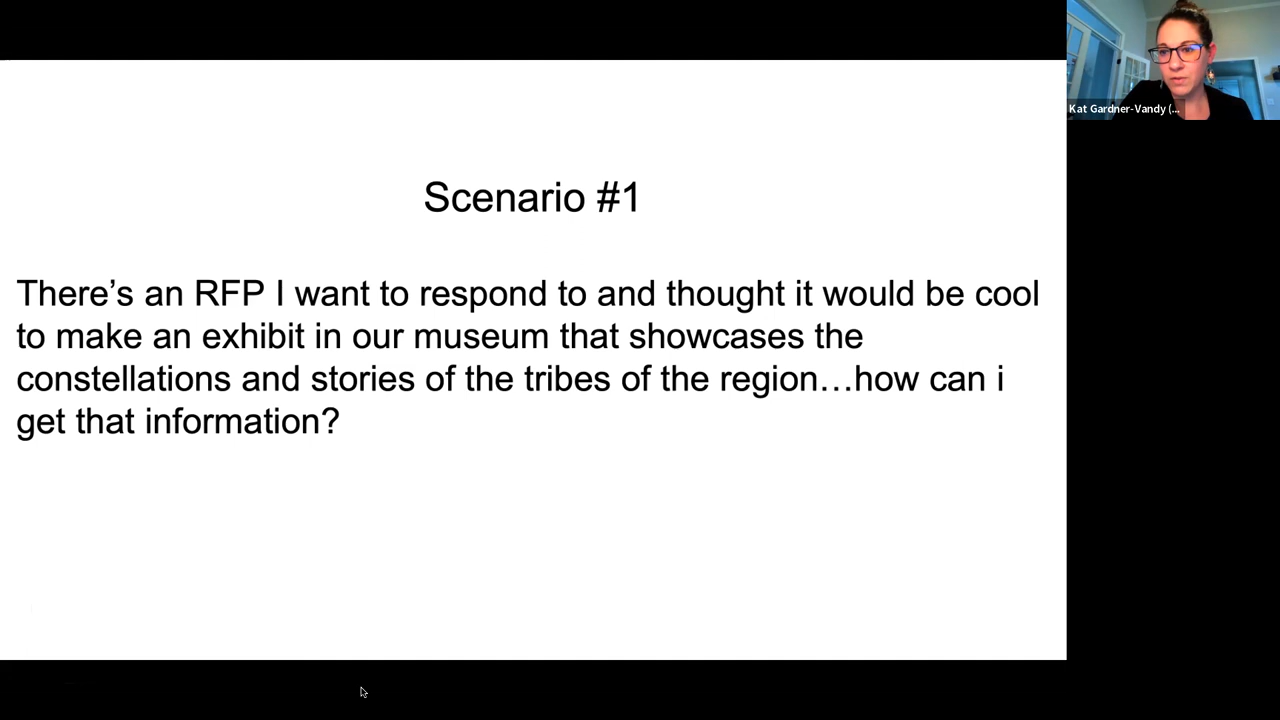 Scenario #1
There’s an RFP I want to respond to and thought it would be cool
to make an exhibit in our museum that showcases the
constellations and stories of the tribes of the region…how can i
get that information?
Kat Gardner-Vandy (...